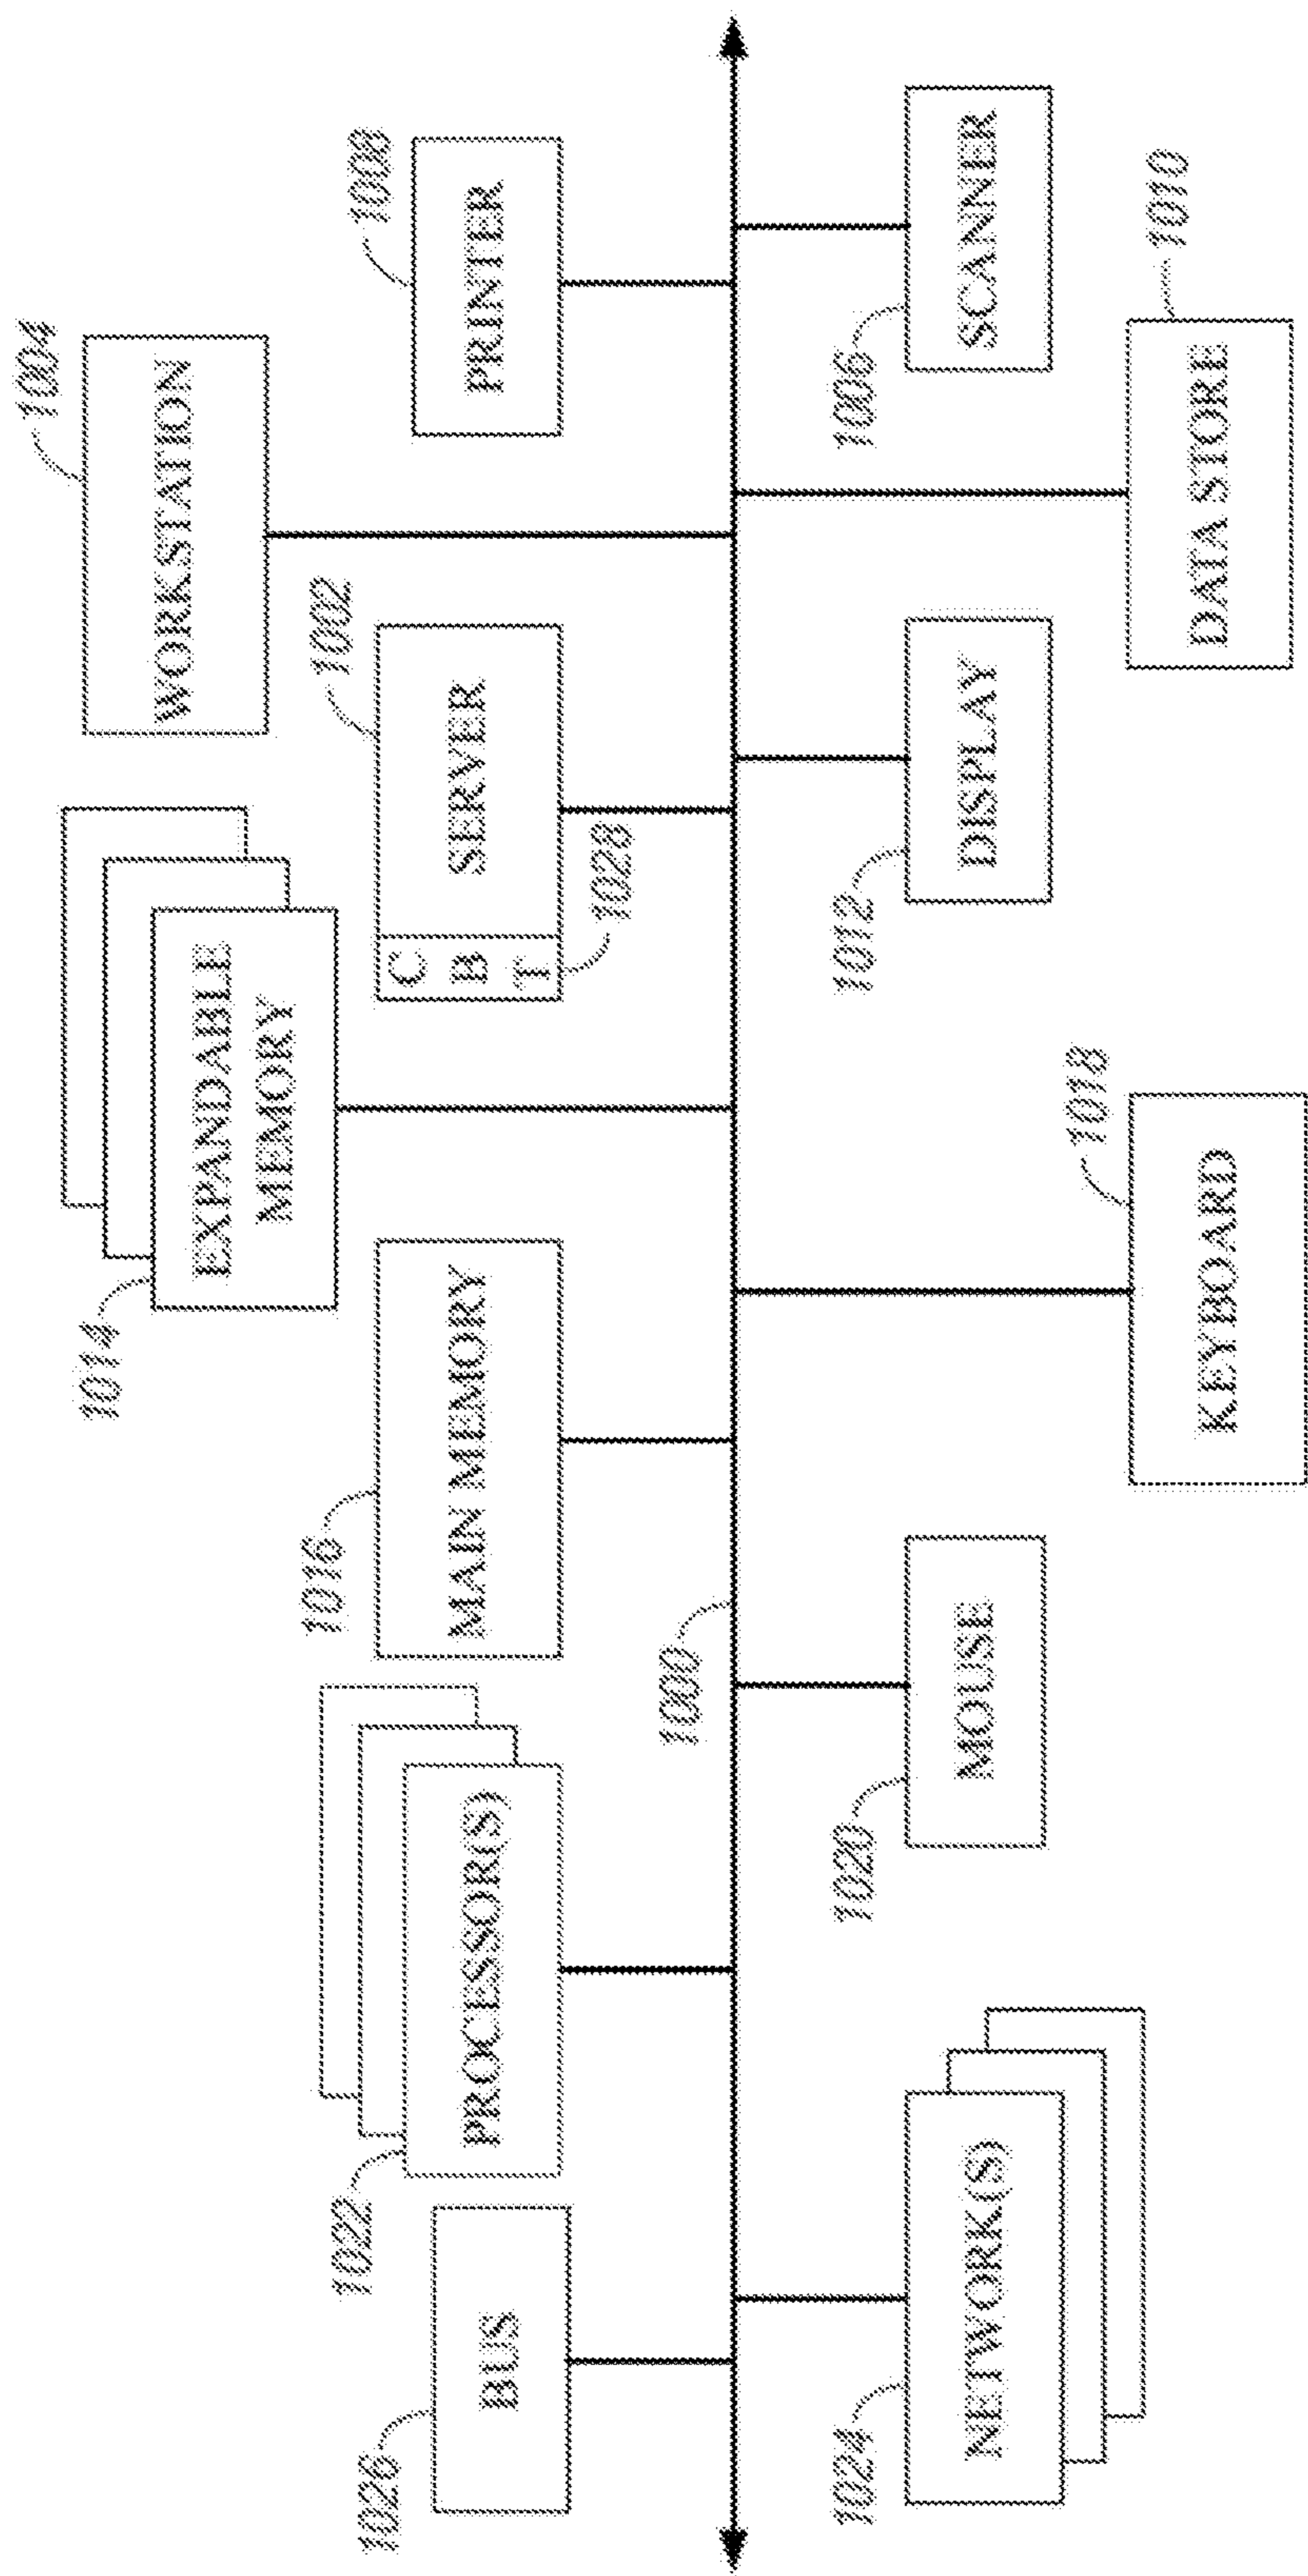 1004
WORKSTATION
1014
EXPANDABLE
MEMORY
1002
C
B
T
SERVER
1028
1008
PRINTER
1016
MAIN MEMORY
1022
PROCESSOR(S)
1026
BUS
1000
1024
NETWORK(S)
1020
MOUSE
1018
KEYBOARD
1012
DISPLAY
1006
SCANNER
1010
DATA STORE